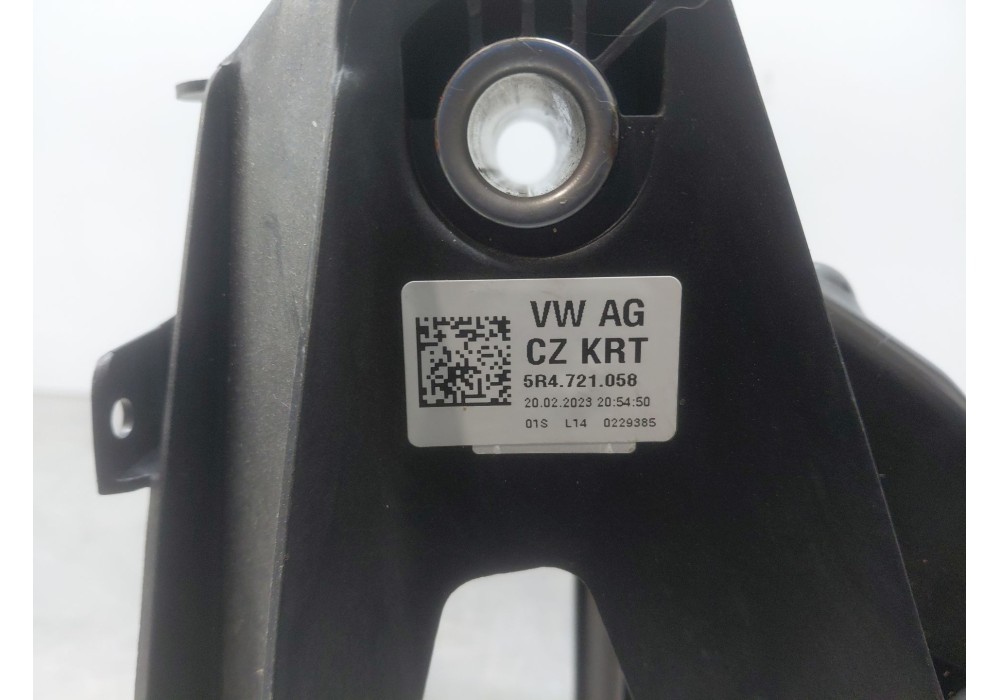 VW AG
CZ KRT
5R4.721.058
20.02.2023 20:54:50
01S L14 0229385